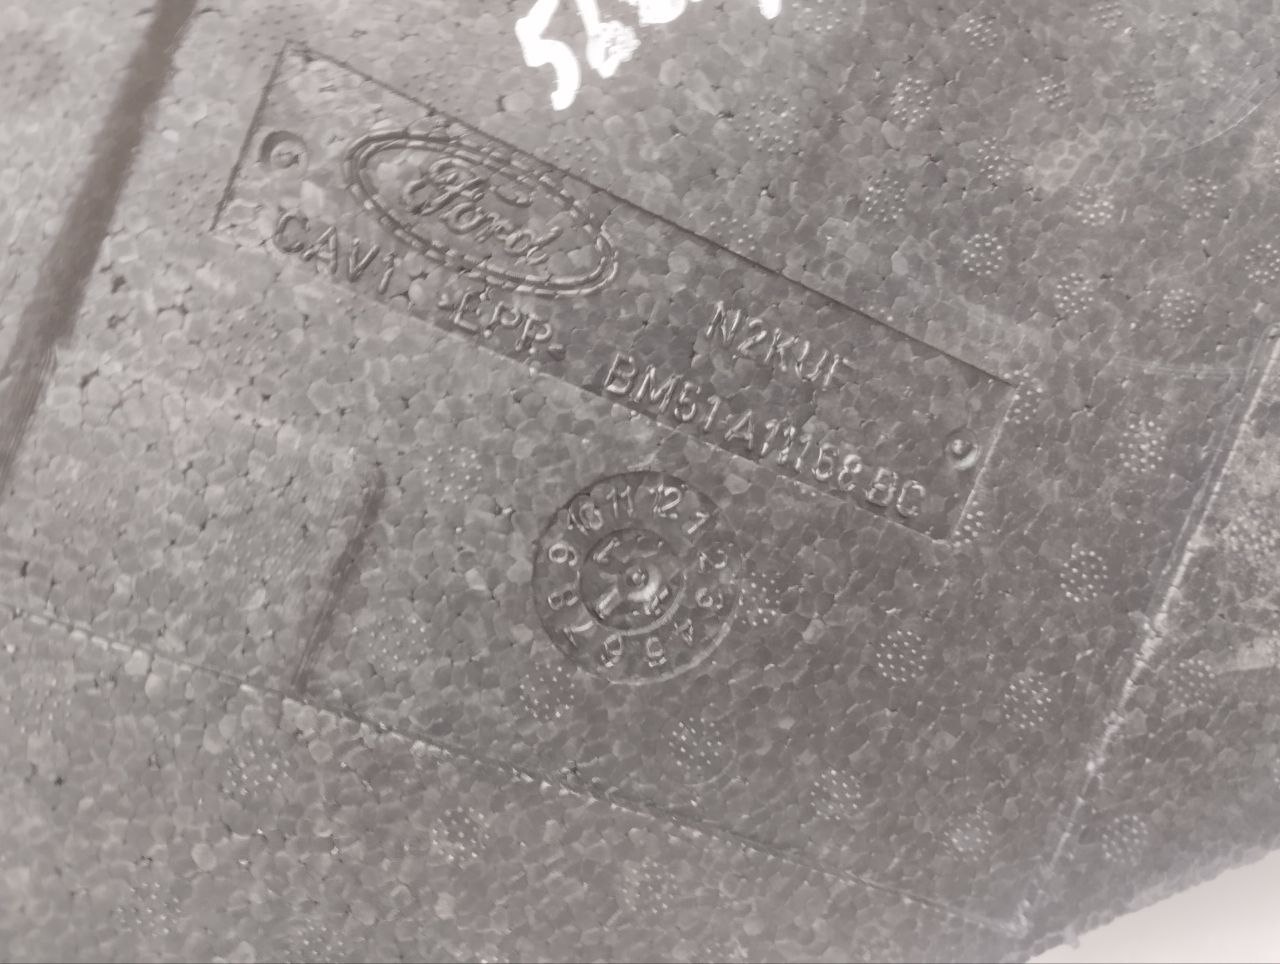 Ford
N2KUF
CAV1 >EPP<
BM51-A11168 BC
1 2 3 4 5 6 7 8 9 10 11 12